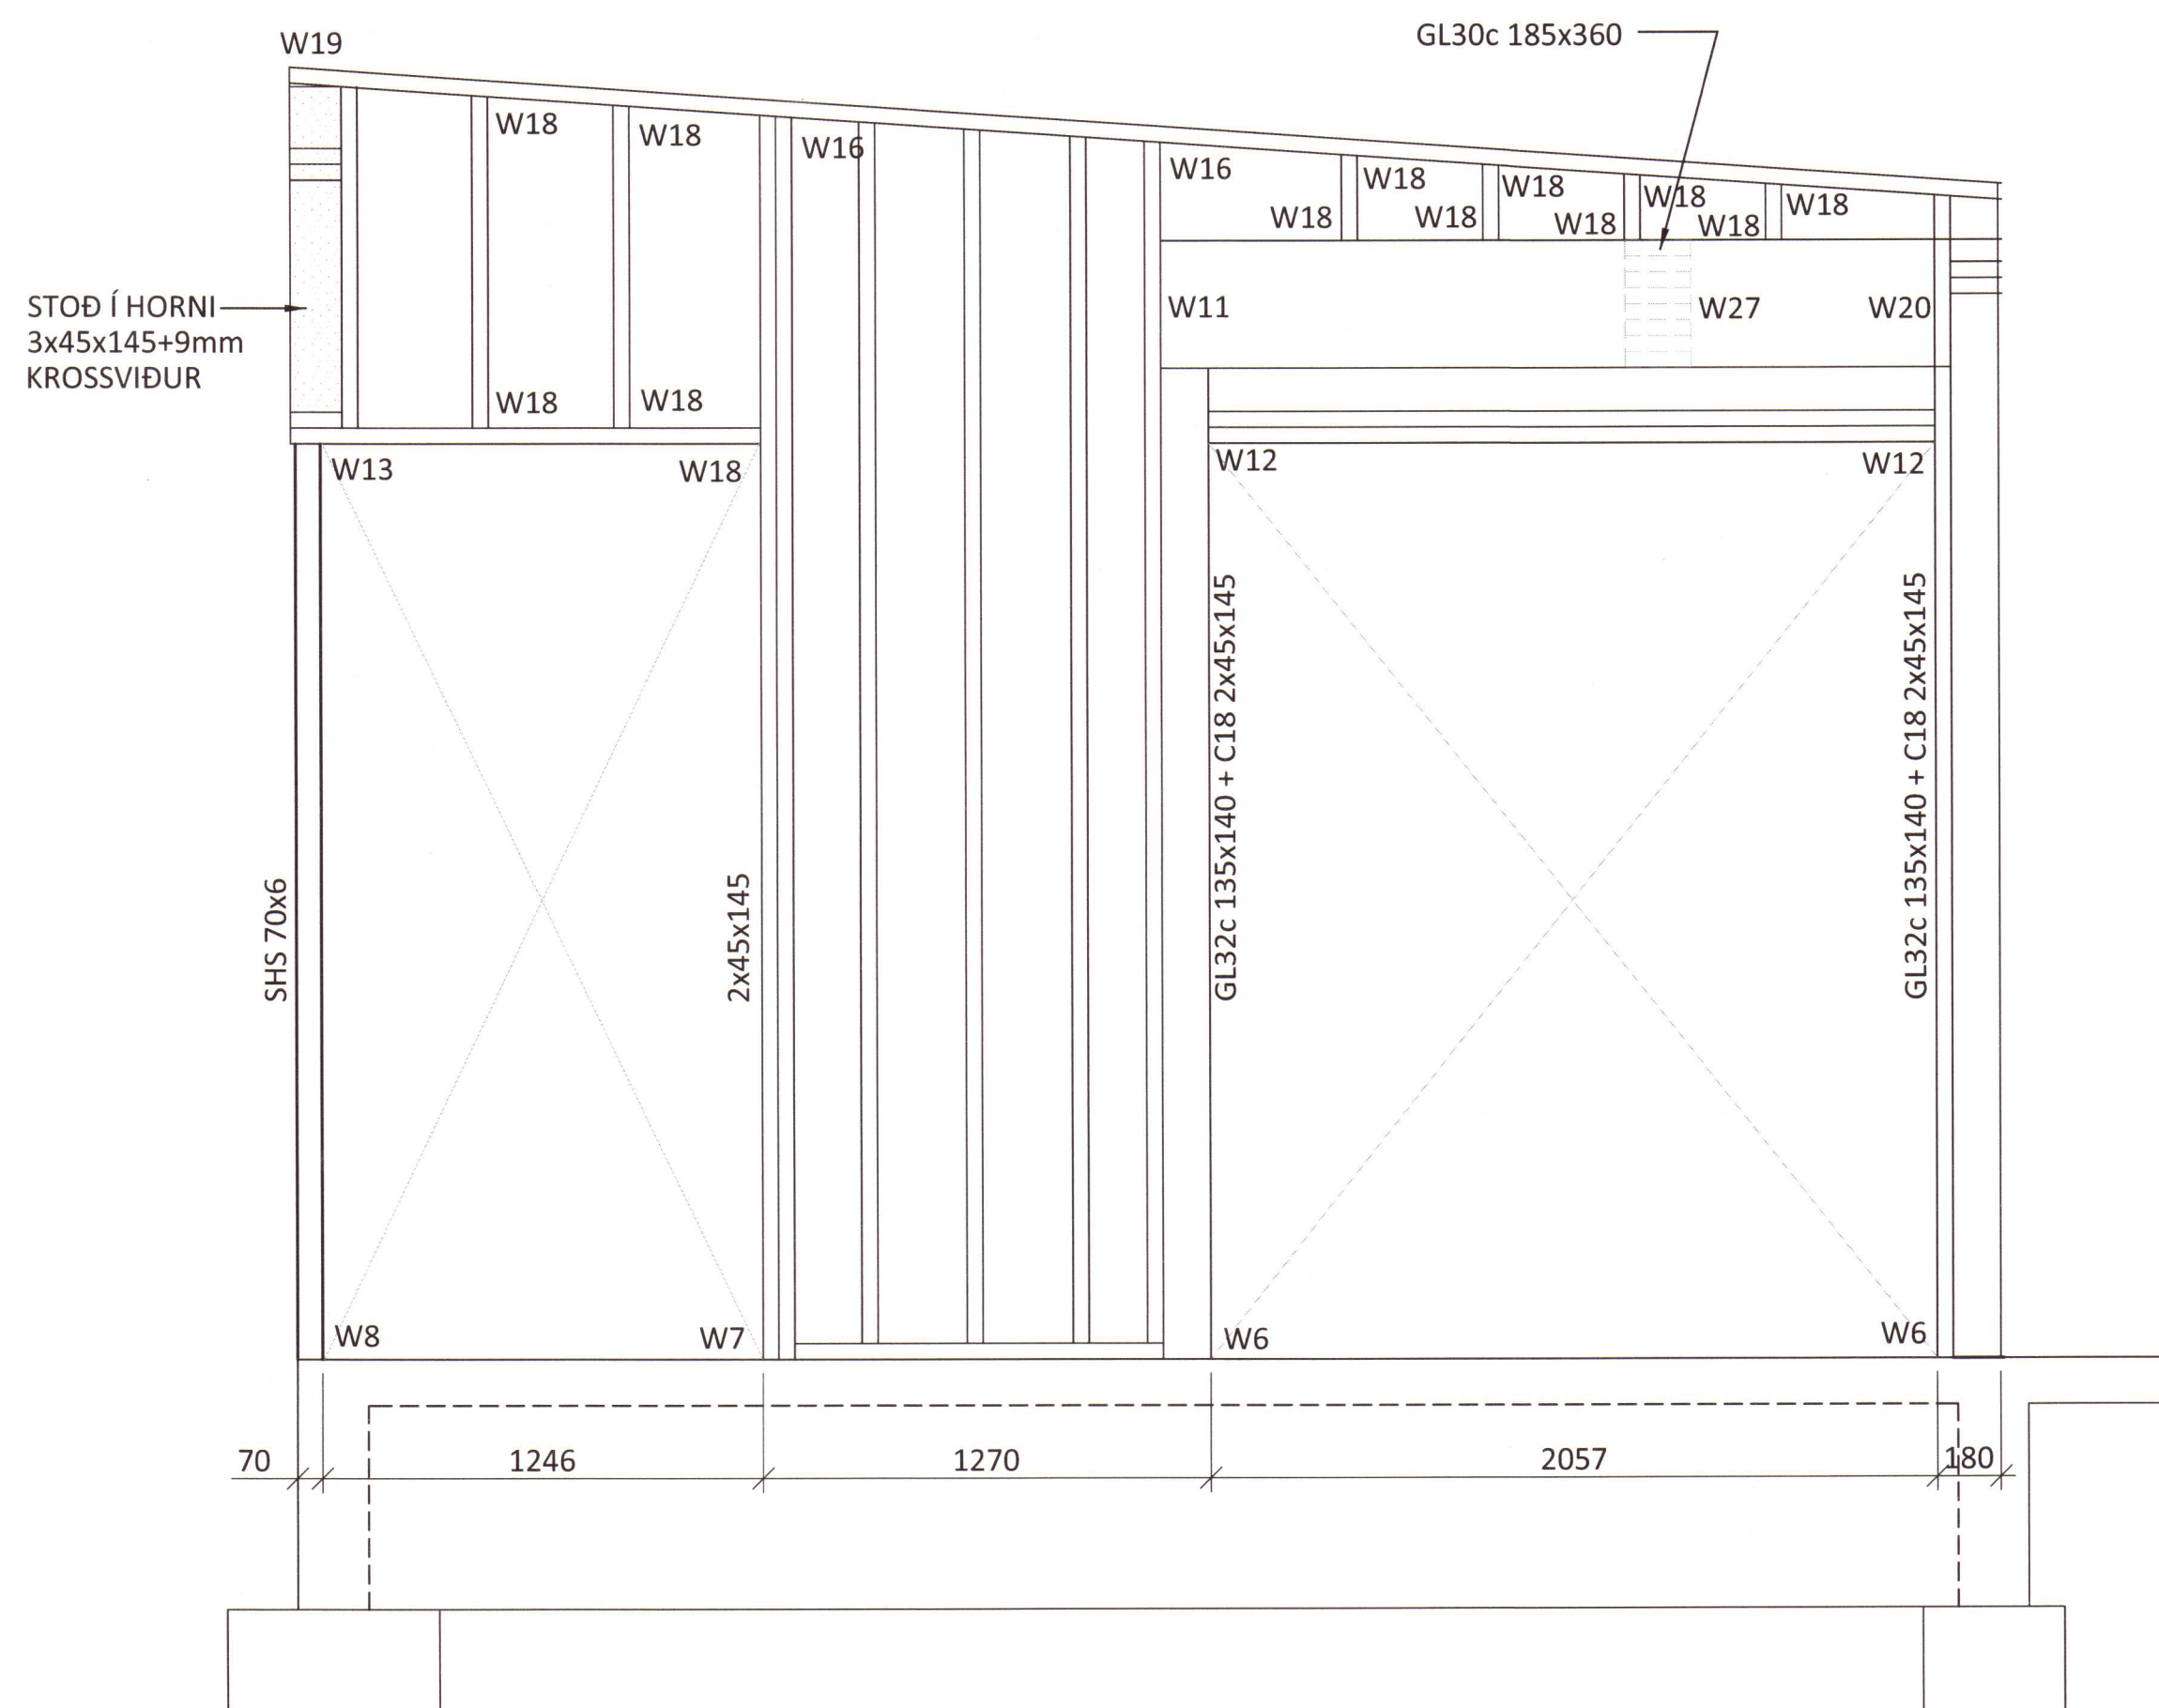 GL30c 185x360
W19
W18
W18
W16
W16
W18
W18
W18
W18
W18
W18
W18
W18
STOÐ Í HORNI
3x45x145+9mm
KROSSVIÐUR
W11
W27
W20
W18
W18
W13
W18
W12
W12
SHS 70x6
2x45x145
GL32c 135x140 + C18 2x45x145
GL32c 135x140 + C18 2x45x145
W8
W7
W6
W6
70
1246
1270
2057
180